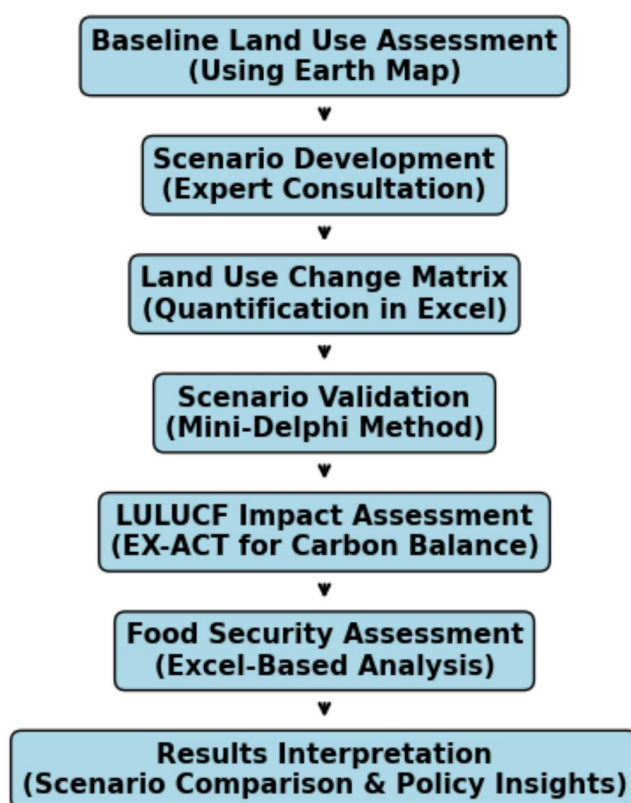 Baseline Land Use Assessment
(Using Earth Map)
Scenario Development
(Expert Consultation)
Land Use Change Matrix
(Quantification in Excel)
Scenario Validation
(Mini-Delphi Method)
LULUCF Impact Assessment
(EX-ACT for Carbon Balance)
Food Security Assessment
(Excel-Based Analysis)
Results Interpretation
(Scenario Comparison & Policy Insights)